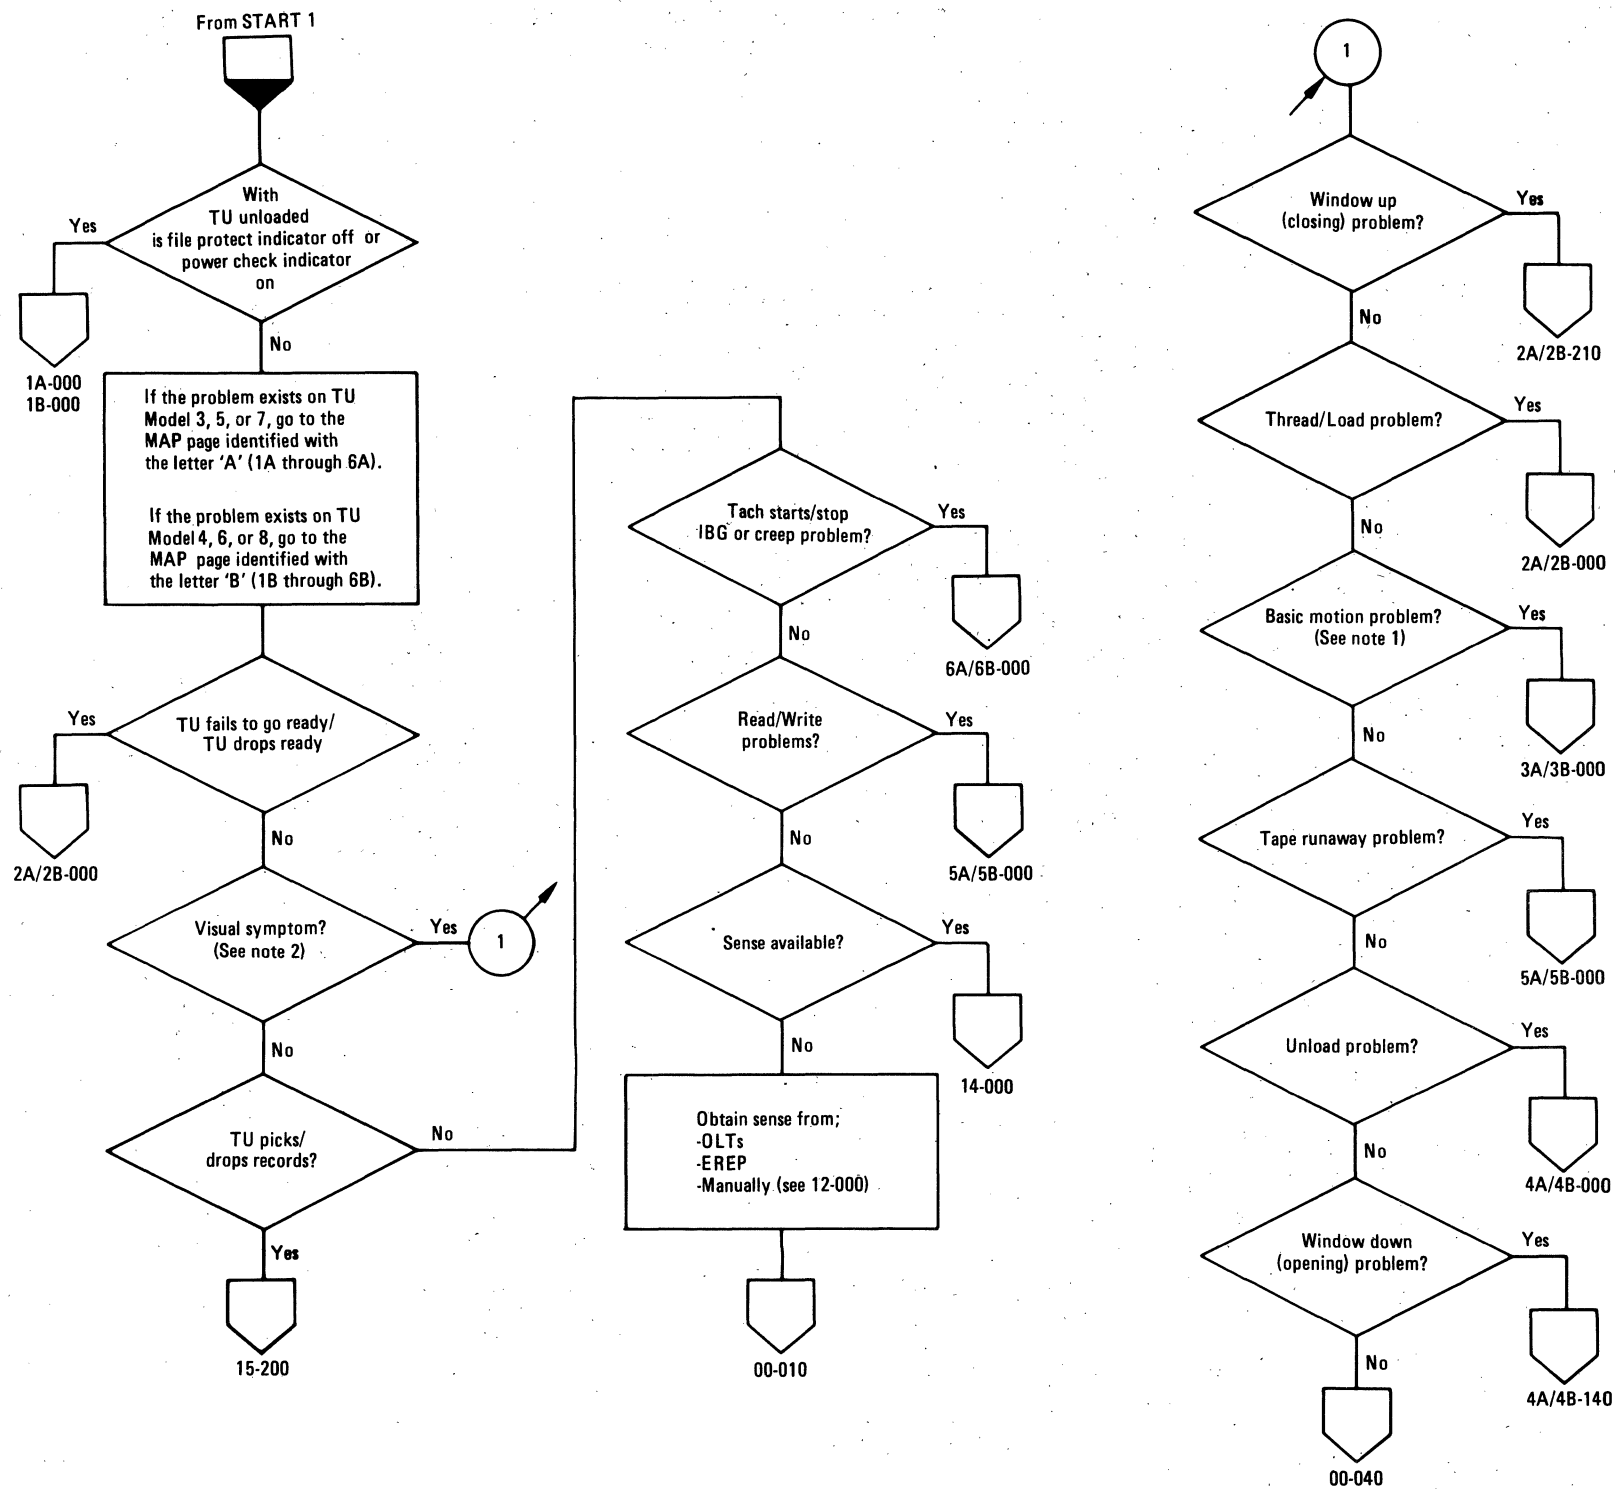 From START 1
With
TU unloaded
is file protect indicator off or
power check indicator
on
Yes
1A-000
1B-000
No
If the problem exists on TU
Model 3, 5, or 7, go to the
MAP page identified with
the letter 'A' (1A through 6A).
If the problem exists on TU
Model 4, 6, or 8, go to the
MAP page identified with
the letter 'B' (1B through 6B).
TU fails to go ready/
TU drops ready
Yes
2A/2B-000
No
Visual symptom?
(See note 2)
Yes
1
No
TU picks/
drops records?
No
Yes
15-200
Tach starts/stop
IBG or creep problem?
Yes
6A/6B-000
No
Read/Write
problems?
Yes
5A/5B-000
No
Sense available?
Yes
14-000
No
Obtain sense from;
-OLTs
-EREP
-Manually (see 12-000)
00-010
1
Window up
(closing) problem?
Yes
2A/2B-210
No
Thread/Load problem?
Yes
2A/2B-000
No
Basic motion problem?
(See note 1)
Yes
3A/3B-000
No
Tape runaway problem?
Yes
5A/5B-000
No
Unload problem?
Yes
4A/4B-000
No
Window down
(opening) problem?
Yes
4A/4B-140
No
00-040